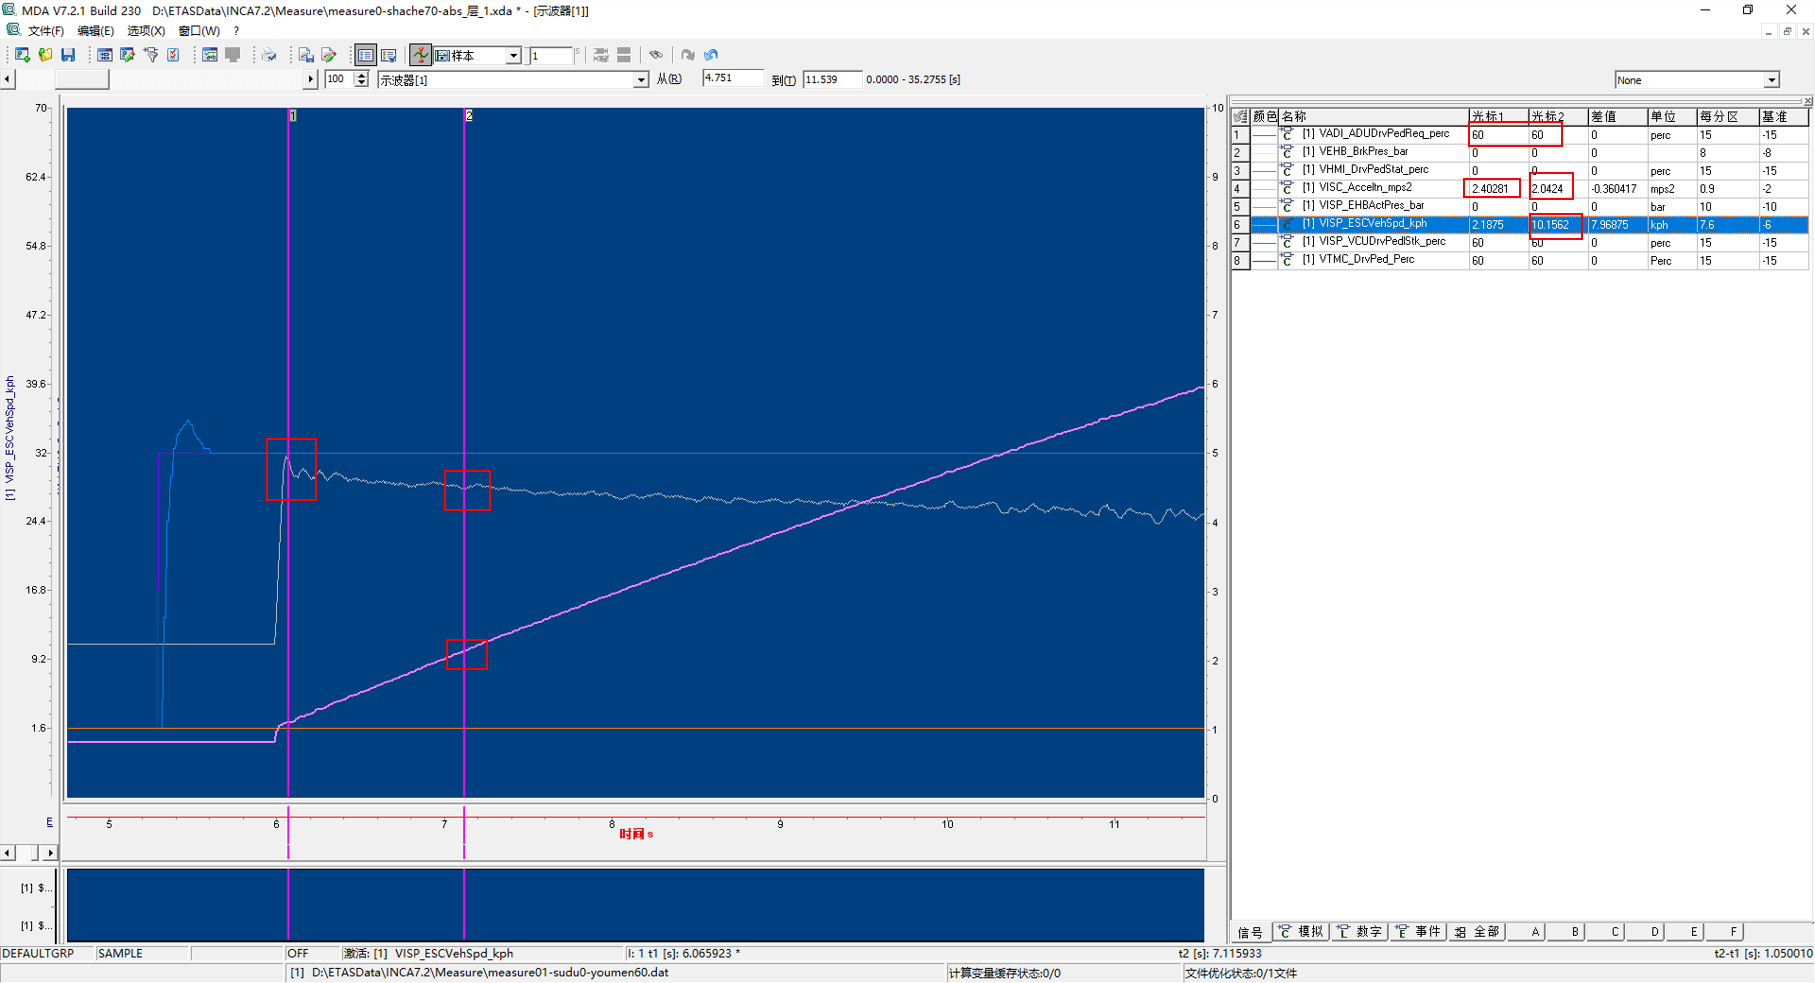 MDA V7.2.1 Build 230   D:\ETASData\INCA7.2\Measure\measure0-shache70-abs_层_1.xda * - [示波器[1]]
文件(F) 编辑(E) 选项(X) 窗口(W) ?
样本 1 s
100 示波器[1] 从(R) 4.751 到(T) 11.539 0.0000 - 35.2755 [s] None
颜色 名称 光标1 光标2 差值 单位 每分区 基准
1 C [1] VADI_ADUDrvPedReq_perc 60 60 0 perc 15 -15
2 C [1] VEHB_BrkPres_bar 0 0 0 8 -8
3 C [1] VHMI_DrvPedStat_perc 0 0 0 perc 15 -15
4 C [1] VISC_Acceltn_mps2 2.40281 2.0424 -0.360417 mps2 0.9 -2
5 C [1] VISP_EHBActPres_bar 0 0 0 bar 10 -10
6 C [1] VISP_ESCVehSpd_kph 2.1875 10.1562 7.96875 kph 7.6 -6
7 C [1] VISP_VCUDrvPedlStk_perc 60 60 0 perc 15 -15
8 C [1] VTMC_DrvPed_Perc 60 60 0 Perc 15 -15
1 2
[1] VISP_ESCVehSpd_kph
70
62.4
54.8
47.2
39.6
32
24.4
16.8
9.2
1.6
10
9
8
7
6
5
4
3
2
1
0
E
5 6 7 8 9 10 11
时间 s
[1] $...
[1] $...
信号 C 模拟 L 数字 E 事件 全部 A B C D E F
DEFAULTGRP SAMPLE OFF 激活: [1] VISP_ESCVehSpd_kph I: 1 t1 [s]: 6.065923 * t2 [s]: 7.115933 t2-t1 [s]: 1.050010
[1] D:\ETASData\INCA7.2\Measure\measure01-sudu0-youmen60.dat 计算变量缓存状态:0/0 文件优化状态:0/1文件